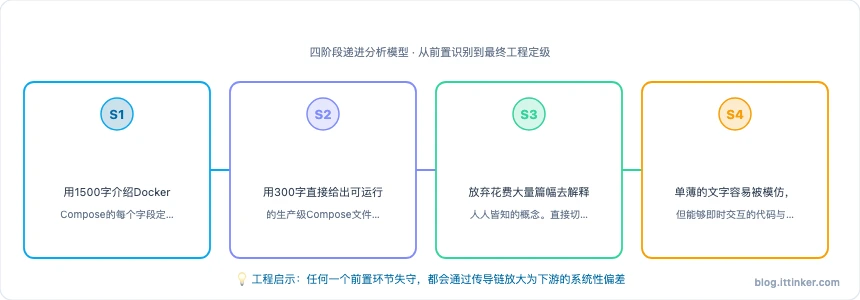 四阶段递进分析模型 · 从前置识别到最终工程定级
S1
用1500字介绍Docker
Compose的每个字段定...
S2
用300字直接给出可运行
的生产级Compose文件...
S3
放弃花费大量篇幅去解释
人人皆知的概念。直接切...
S4
单薄的文字容易被模仿，
但能够即时交互的代码与...
💡 工程启示：任何一个前置环节失守，都会通过传导链放大为下游的系统性偏差
blog.ittinker.com